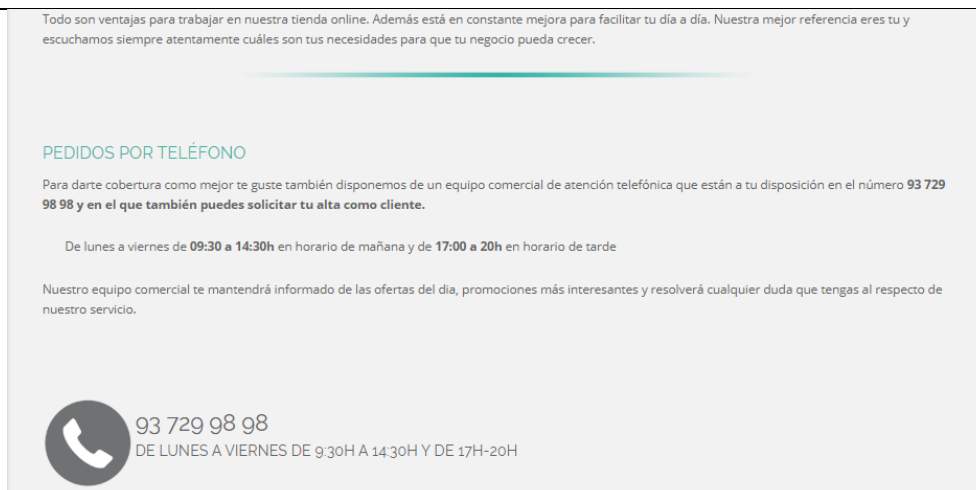 Todo son ventajas para trabajar en nuestra tienda online. Además está en constante mejora para facilitar tu día a día. Nuestra mejor referencia eres tu y
escuchamos siempre atentamente cuáles son tus necesidades para que tu negocio pueda crecer.
PEDIDOS POR TELÉFONO
Para darte cobertura como mejor te guste también disponemos de un equipo comercial de atención telefónica que están a tu disposición en el número 93 729
98 98 y en el que también puedes solicitar tu alta como cliente.
De lunes a viernes de 09:30 a 14:30h en horario de mañana y de 17:00 a 20h en horario de tarde
Nuestro equipo comercial te mantendrá informado de las ofertas del dia, promociones más interesantes y resolverá cualquier duda que tengas al respecto de
nuestro servicio.
93 729 98 98
DE LUNES A VIERNES DE 9:30H A 14:30H Y DE 17H-20H